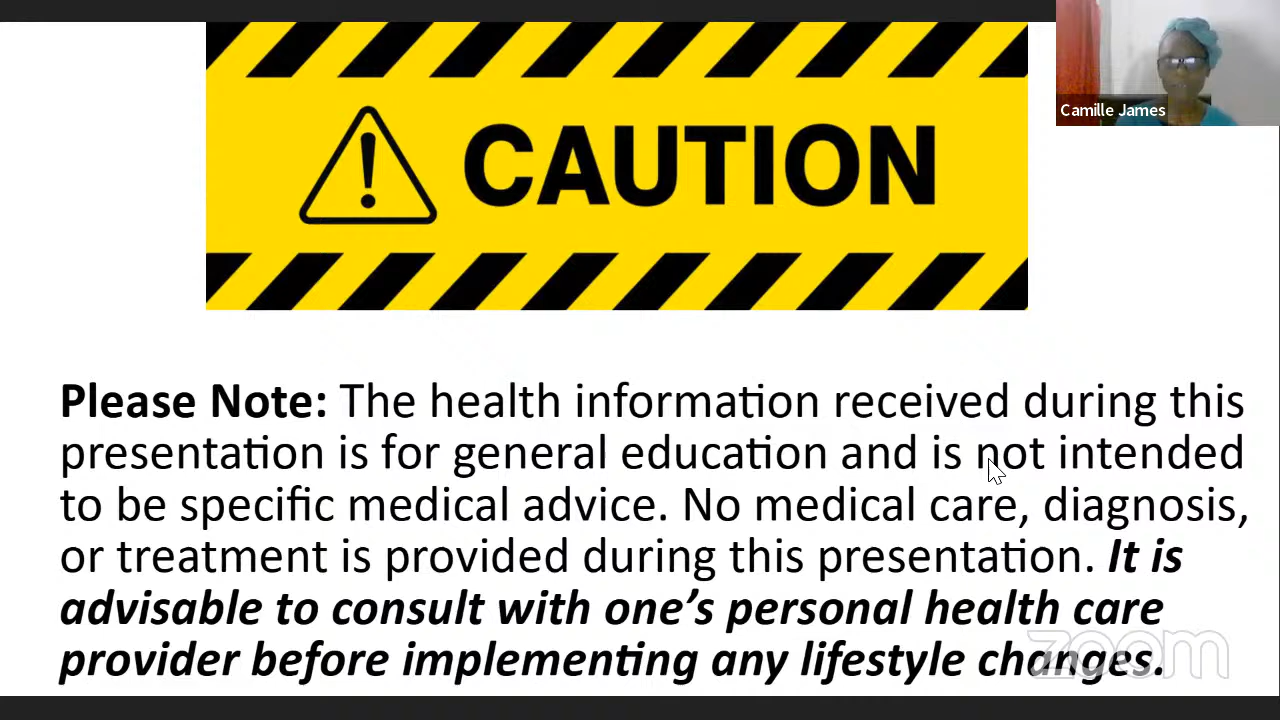 Camille James
CAUTION
Please Note: The health information received during this
presentation is for general education and is not intended
to be specific medical advice. No medical care, diagnosis,
or treatment is provided during this presentation. It is
advisable to consult with one’s personal health care
provider before implementing any lifestyle changes.
zoom